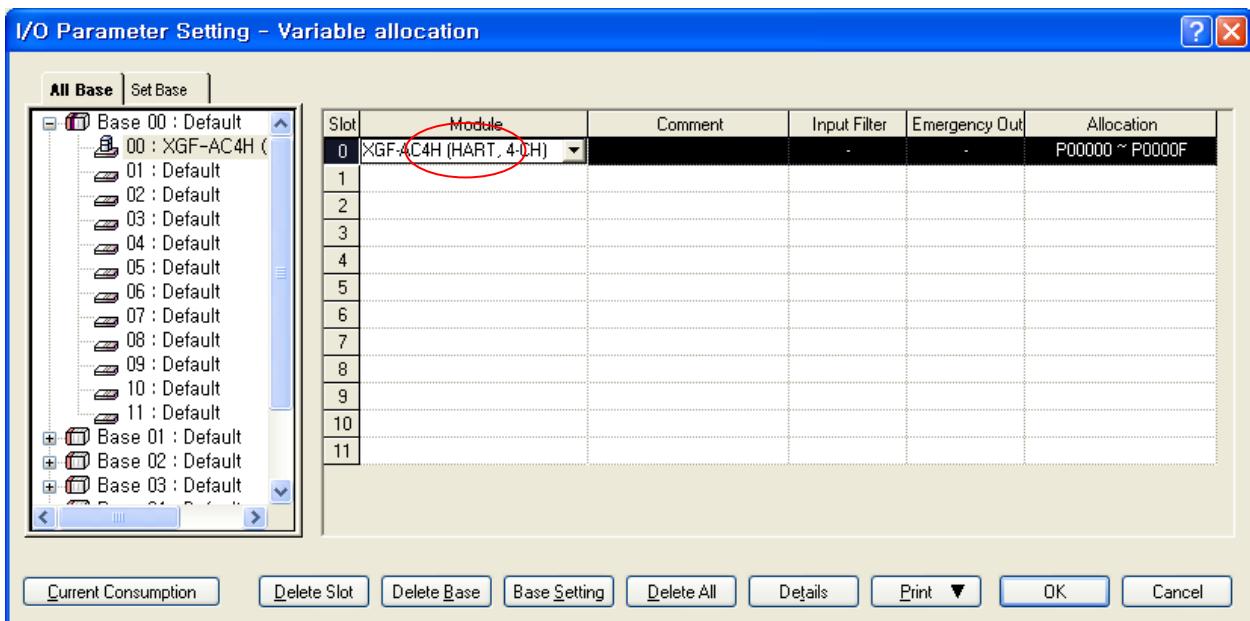 I/O Parameter Setting - Variable allocation
All Base Set Base
Base 00 : Default
00 : XGF-AC4H (
01 : Default
02 : Default
03 : Default
04 : Default
05 : Default
06 : Default
07 : Default
08 : Default
09 : Default
10 : Default
11 : Default
Base 01 : Default
Base 02 : Default
Base 03 : Default
Slot Module Comment Input Filter Emergency Out Allocation
0 XGF-AC4H (HART, 4-CH) - - P00000 ~ P0000F
1
2
3
4
5
6
7
8
9
10
11
Current Consumption Delete Slot Delete Base Base Setting Delete All Details Print ▼ OK Cancel